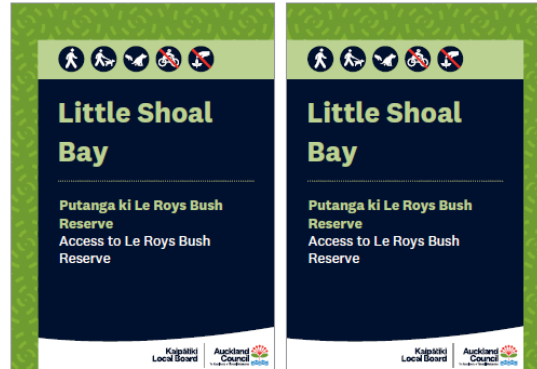 Little Shoal
Bay
Putanga ki Le Roys Bush
Reserve
Access to Le Roys Bush
Reserve
Kaipātiki
Local Board
Auckland
Council
Little Shoal
Bay
Putanga ki Le Roys Bush
Reserve
Access to Le Roys Bush
Reserve
Kaipātiki
Local Board
Auckland
Council